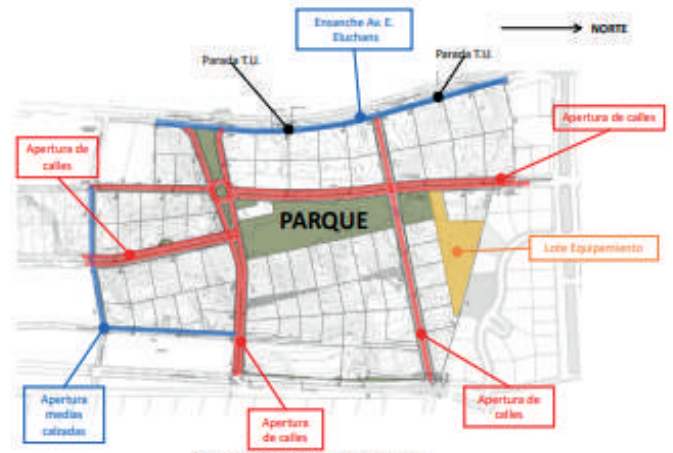 Ensanche Av. E.
Eluchans
NORTE
Parada T.U.
Parada T.U.
Apertura de calles
Apertura de
calles
PARQUE
Lote Equipamiento
Apertura
medias
calzadas
Apertura
de calles
Apertura de
calles